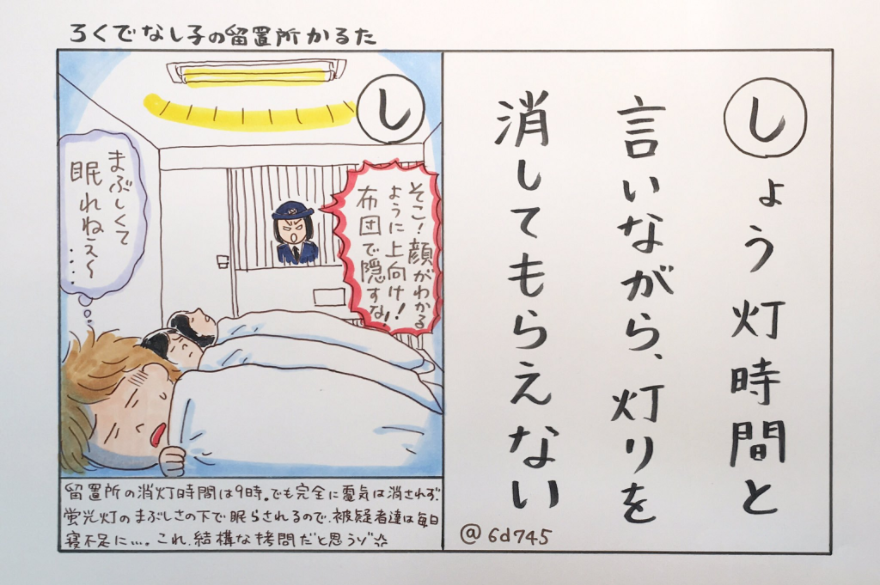 ろくでなし子の留置所かるた
し
まぶしくて
眠れねえ〜
・・・・
そこ!顔がわかる
ように上向け!
布団で隠すな!
留置所の消灯時間は9時。でも完全に電気は消されず、
蛍光灯のまぶしさの下で眠らされるので、被疑者達は毎日
寝不足に…。これ、結構な拷問だと思うゾ☆
しょう灯時間と
言いながら、灯りを
消してもらえない
@6d745